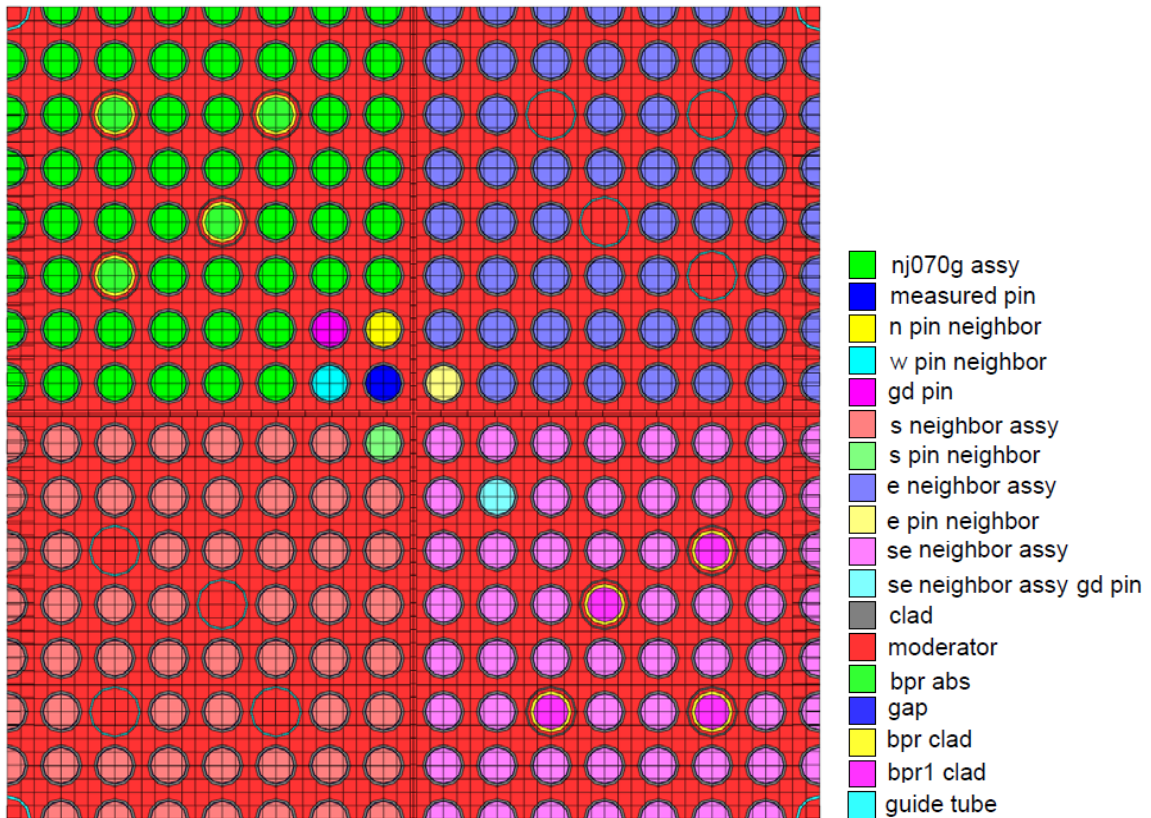 nj070g assy
measured pin
n pin neighbor
w pin neighbor
gd pin
s neighbor assy
s pin neighbor
e neighbor assy
e pin neighbor
se neighbor assy
se neighbor assy gd pin
clad
moderator
bpr abs
gap
bpr clad
bpr1 clad
guide tube